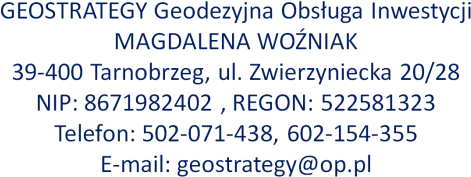 GEOSTRATEGY Geodezyjna Obsługa Inwestycji
MAGDALENA WOŹNIAK
39-400 Tarnobrzeg, ul. Zwierzyniecka 20/28
NIP: 8671982402 , REGON: 522581323
Telefon: 502-071-438, 602-154-355
E-mail: geostrategy@op.pl